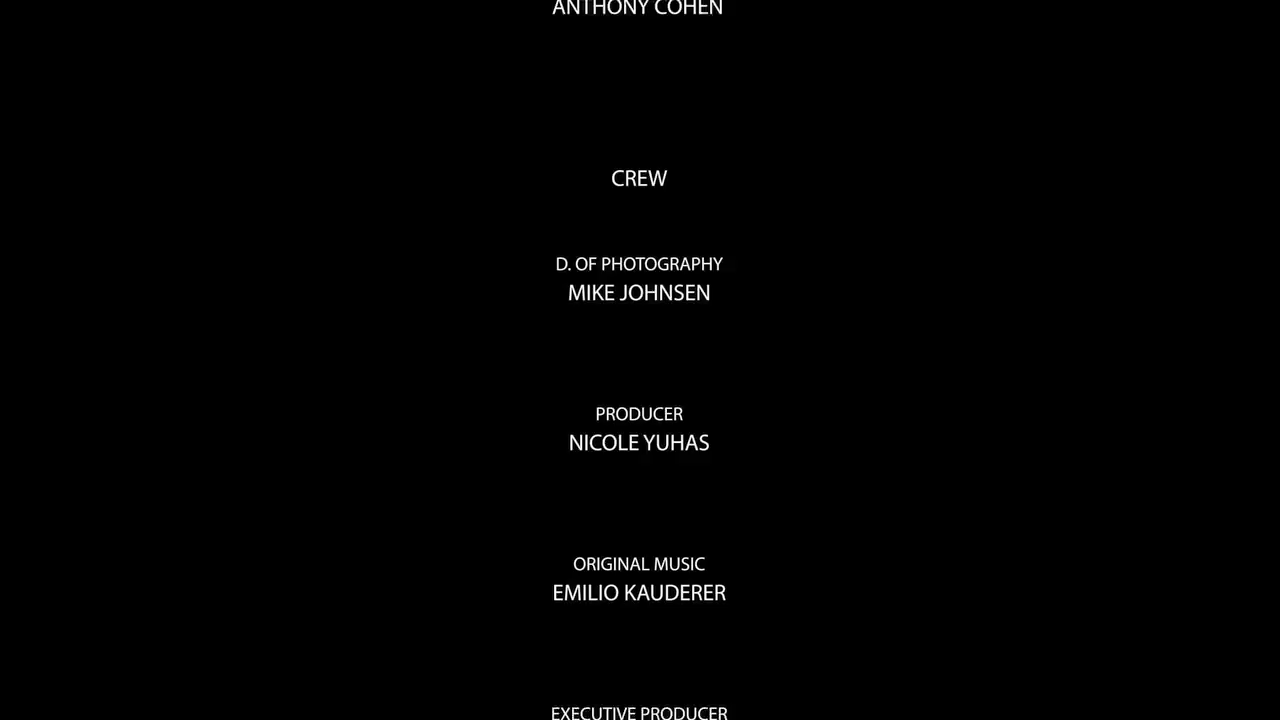 ANTHONY COHEN
CREW
D. OF PHOTOGRAPHY
MIKE JOHNSEN
PRODUCER
NICOLE YUHAS
ORIGINAL MUSIC
EMILIO KAUDERER
EXECUTIVE PRODUCER